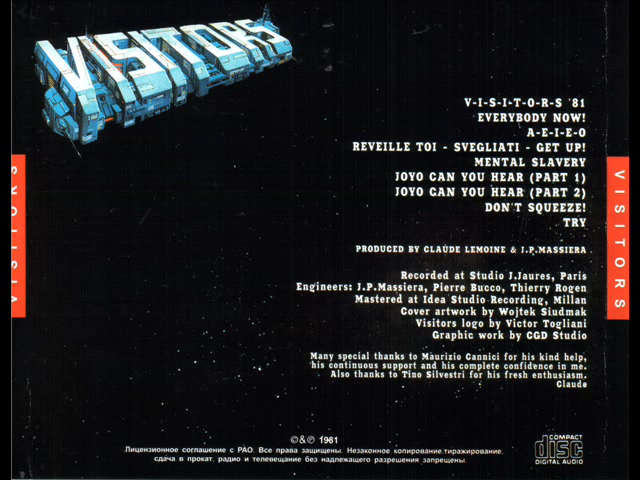 VISITORS
V-I-S-I-T-O-R-S '81
EVERYBODY NOW!
A-E-I-E-O
REVEILLE TOI - SVEGLIATI - GET UP!
MENTAL SLAVERY
JOYO CAN YOU HEAR (PART 1)
JOYO CAN YOU HEAR (PART 2)
DON'T SQUEEZE!
TRY
PRODUCED BY CLAUDE LEMOINE & J.P.MASSIERA
Recorded at Studio J.Jaures, Paris
Engineers: J.P.Massiera, Pierre Bucco, Thierry Rogen
Mastered at Idea Studio Recording, Millan
Cover artwork by Wojtek Siudmak
Visitors logo by Victor Togliani
Graphic work by CGD Studio
Many special thanks to Maurizio Cannici for his kind help,
his continuous support and his complete confidence in me.
Also thanks to Tino Silvestri for his fresh enthusiasm.
Claude
VISITORS
VISITORS
©&℗ 1981
Лицензионное соглашение с РАО. Все права защищены. Незаконное копирование,тиражирование,
сдача в прокат, радио и телевещание без надлежащего разрешения запрещены.
COMPACT
disc
DIGITAL AUDIO